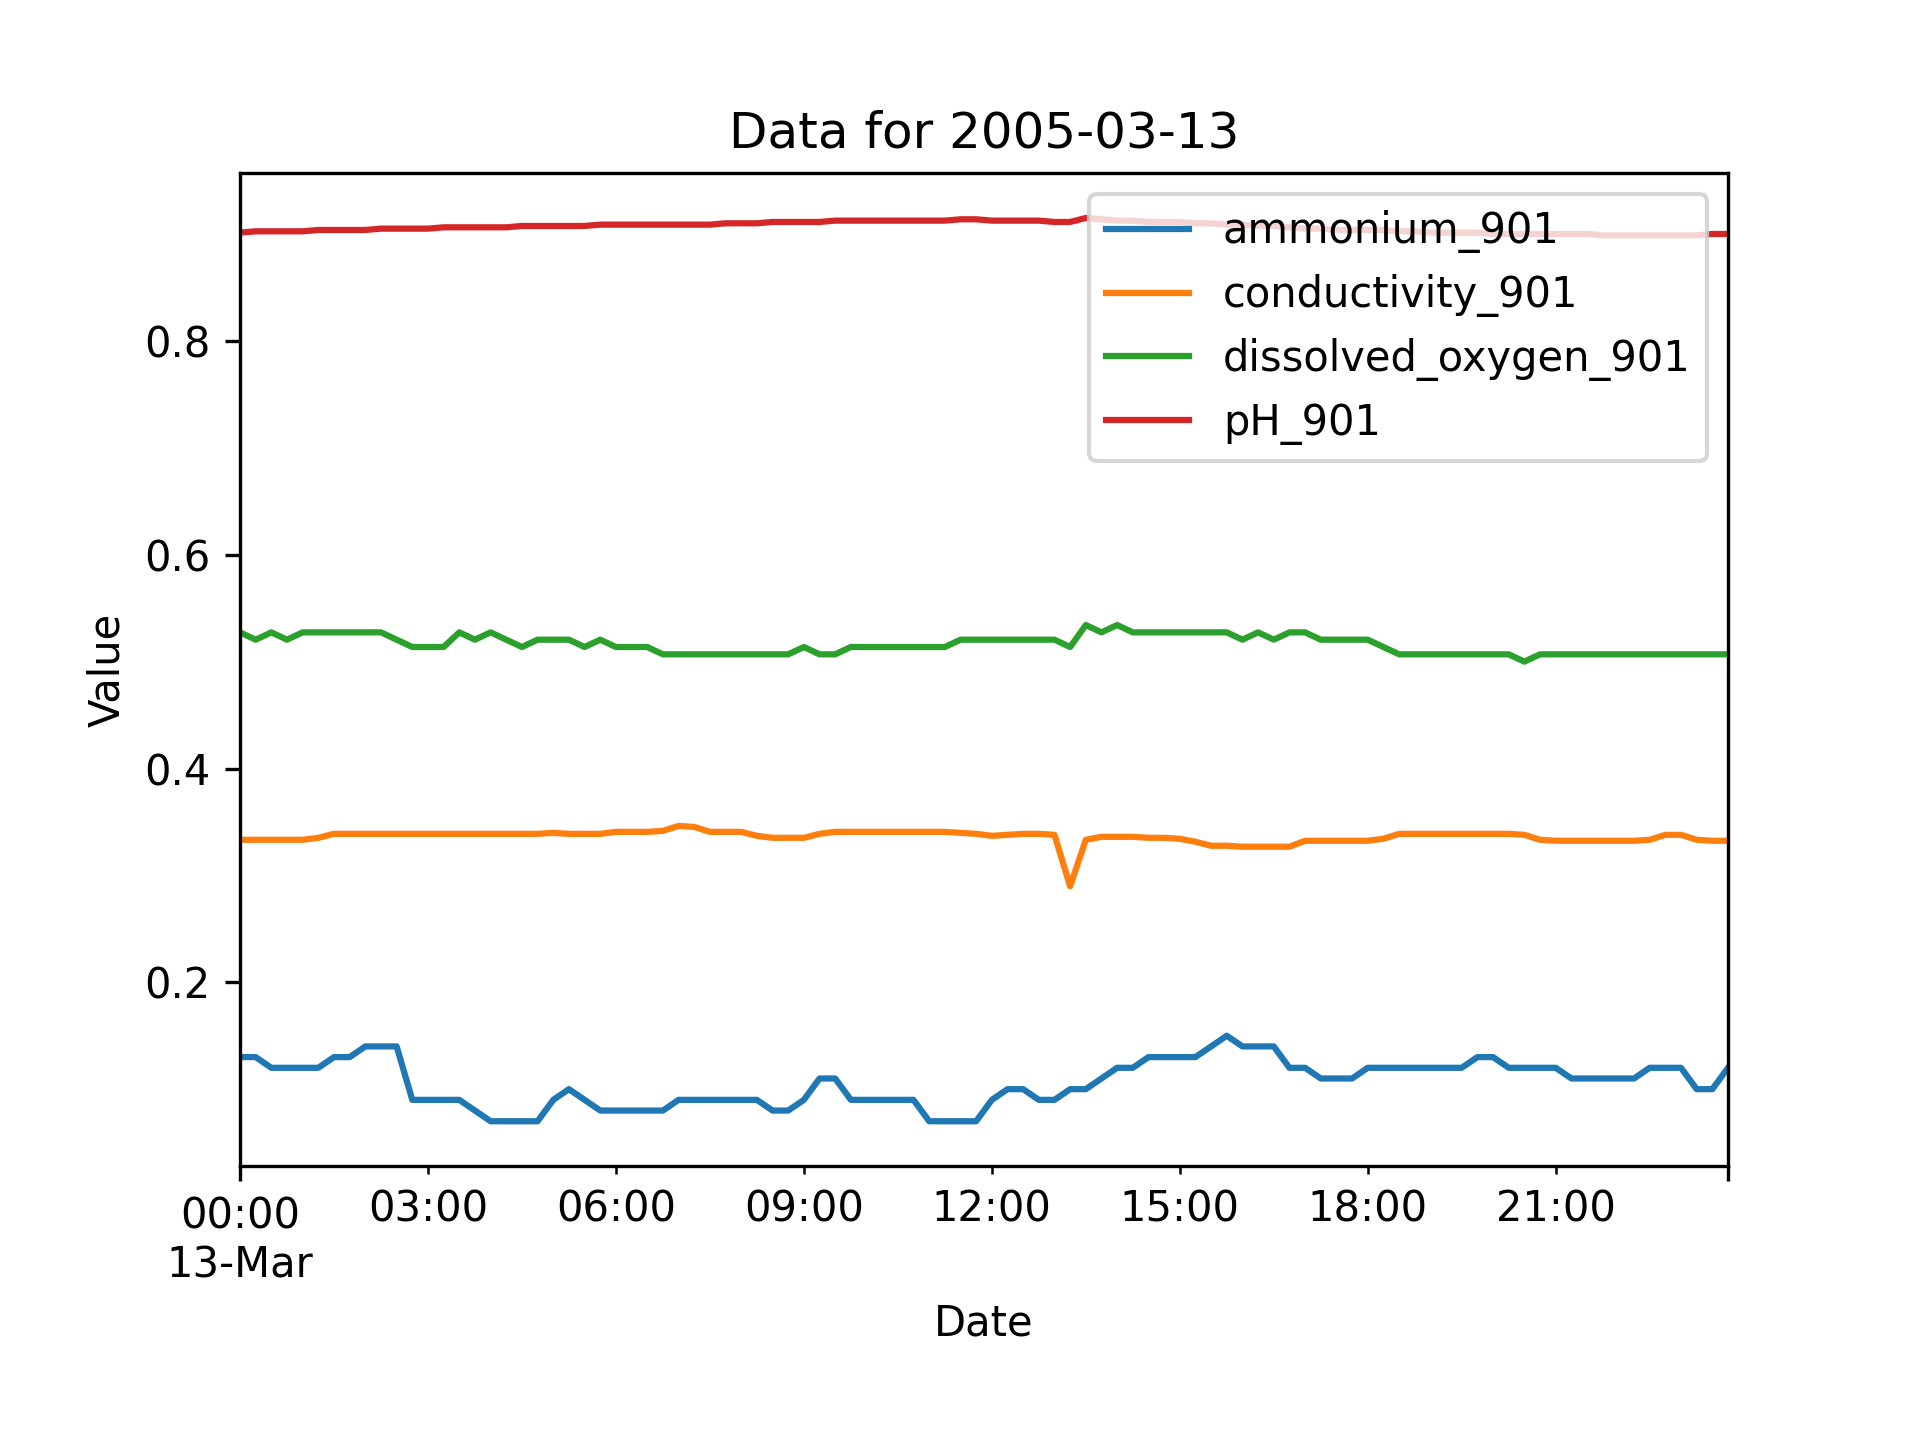 Data for 2005-03-13
ammonium_901
conductivity_901
dissolved_oxygen_901
pH_901
0.8
0.6
0.4
0.2
Value
00:00 03:00 06:00 09:00 12:00 15:00 18:00 21:00
13-Mar
Date